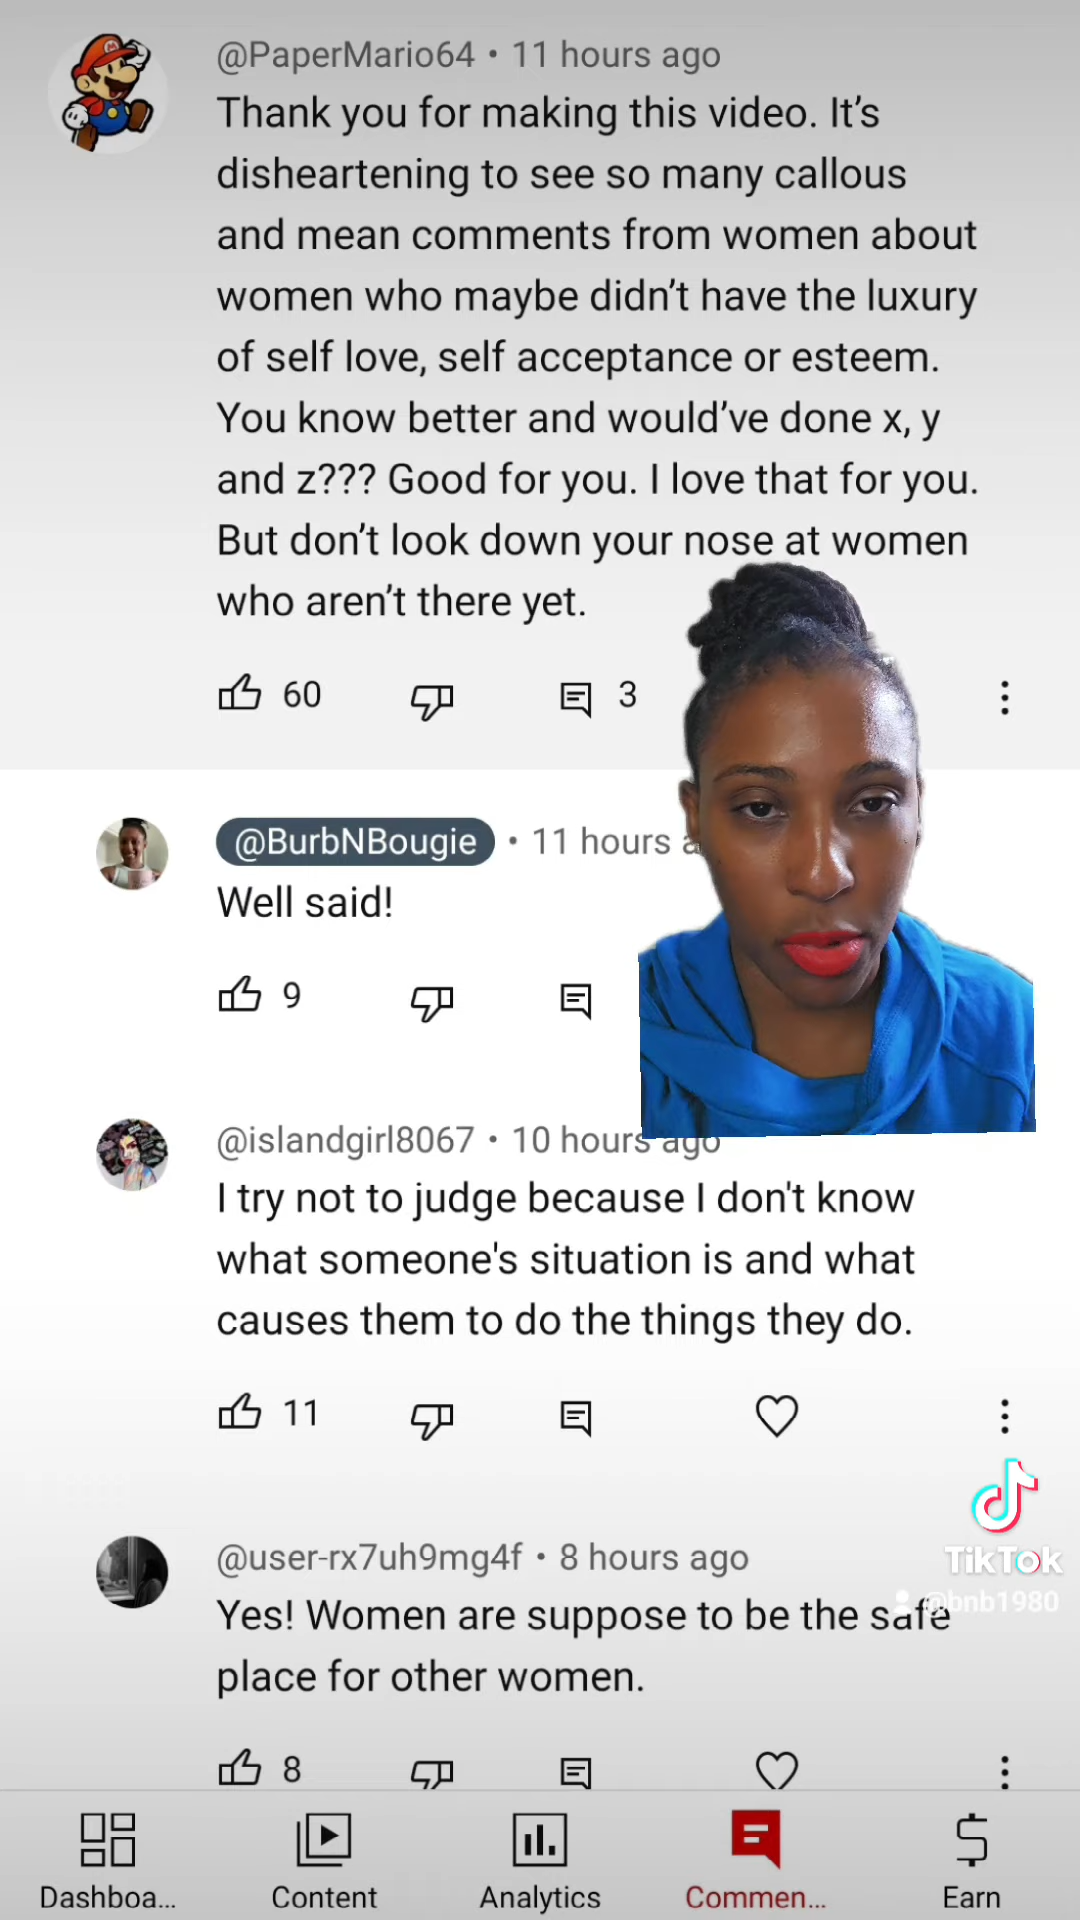 @PaperMario64 • 11 hours ago
Thank you for making this video. It’s
disheartening to see so many callous
and mean comments from women about
women who maybe didn’t have the luxury
of self love, self acceptance or esteem.
You know better and would’ve done x, y
and z??? Good for you. I love that for you.
But don’t look down your nose at women
who aren’t there yet.
60
3
@BurbNBougie • 11 hours a
Well said!
9
@islandgirl8067 • 10 hours ago
I try not to judge because I don't know
what someone's situation is and what
causes them to do the things they do.
11
TikTok
@bnb1980
@user-rx7uh9mg4f • 8 hours ago
Yes! Women are suppose to be the safe
place for other women.
8
Dashboa...
Content
Analytics
Commen...
Earn